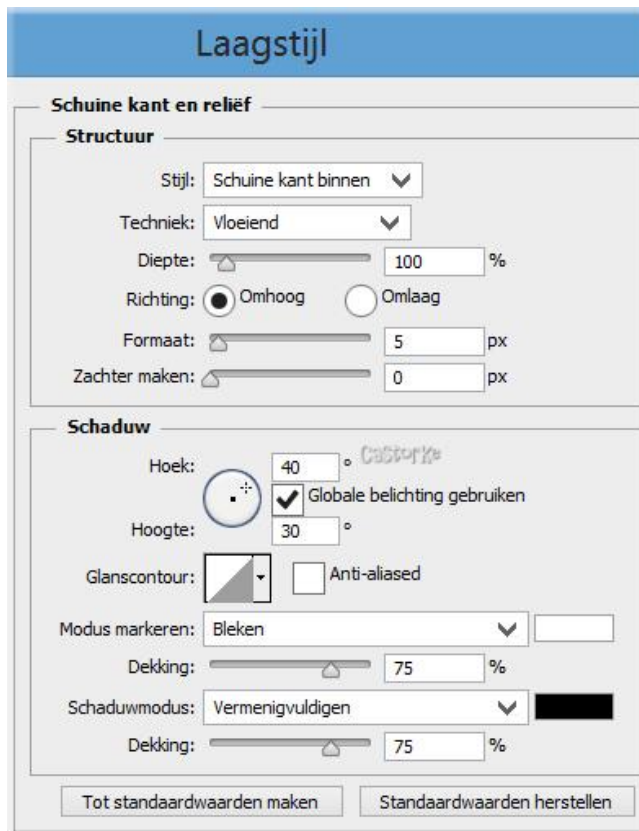 Laagstijl
Schuine kant en reliëf
Structuur
Stijl: Schuine kant binnen
Techniek: Vloeiend
Diepte: 100 %
Richting: Omhoog Omlaag
Formaat: 5 px
Zachter maken: 0 px
Schaduw
Hoek: 40 ° CaStorKe
Globale belichting gebruiken
Hoogte: 30 °
Glanscontour: Anti-aliased
Modus markeren: Bleken
Dekking: 75 %
Schaduwmodus: Vermenigvuldigen
Dekking: 75 %
Tot standaardwaarden maken Standaardwaarden herstellen